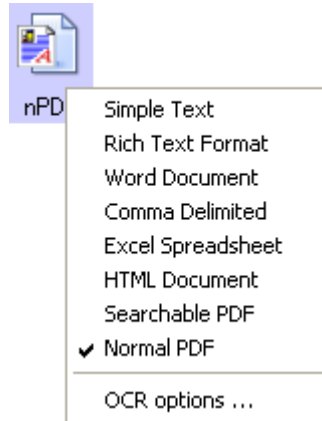 nPD
Simple Text
Rich Text Format
Word Document
Comma Delimited
Excel Spreadsheet
HTML Document
Searchable PDF
Normal PDF
OCR options ...